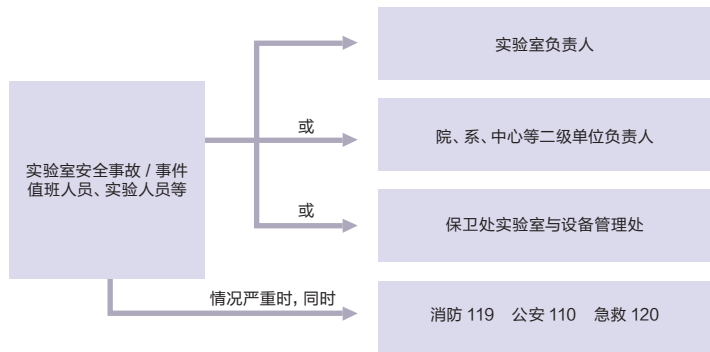 实验室安全事故 / 事件
值班人员、实验人员等
实验室负责人
或
院、系、中心等二级单位负责人
或
保卫处实验室与设备管理处
情况严重时，同时
消防 119 公安 110 急救 120